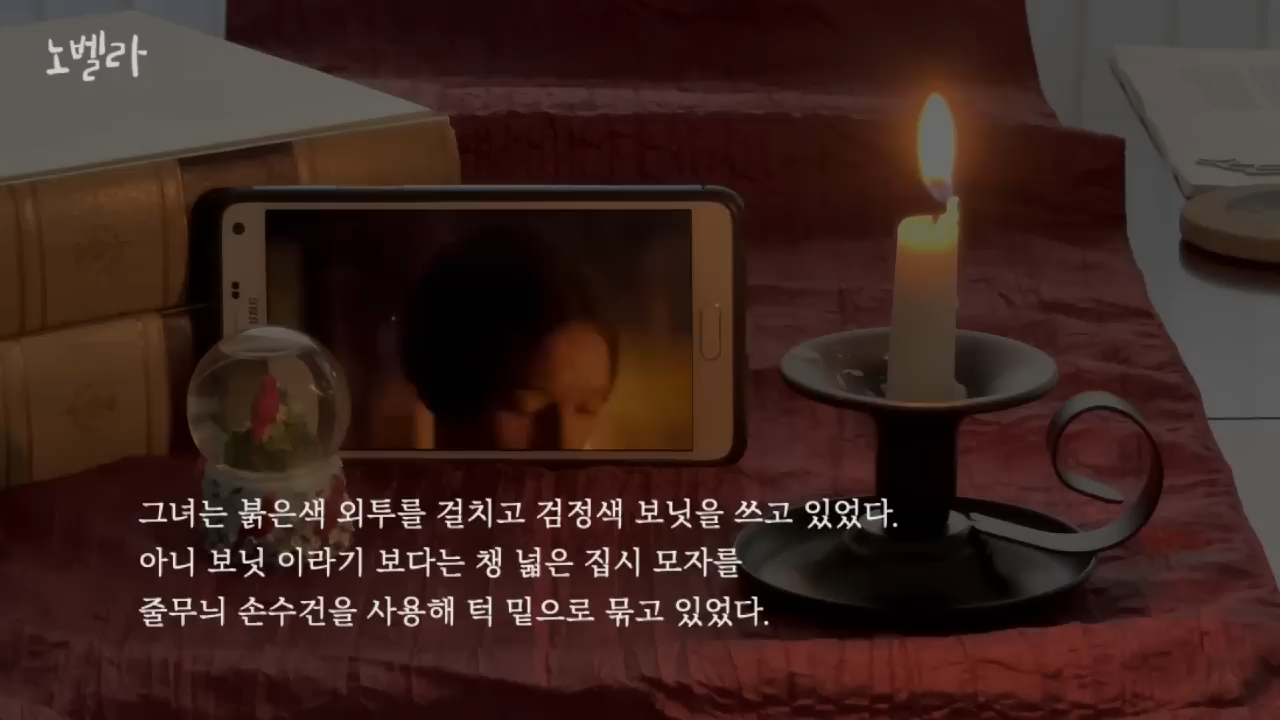 노벨라
그녀는 붉은색 외투를 걸치고 검정색 보닛을 쓰고 있었다.
아니 보닛 이라기 보다는 챙 넓은 집시 모자를
줄무늬 손수건을 사용해 턱 밑으로 묶고 있었다.